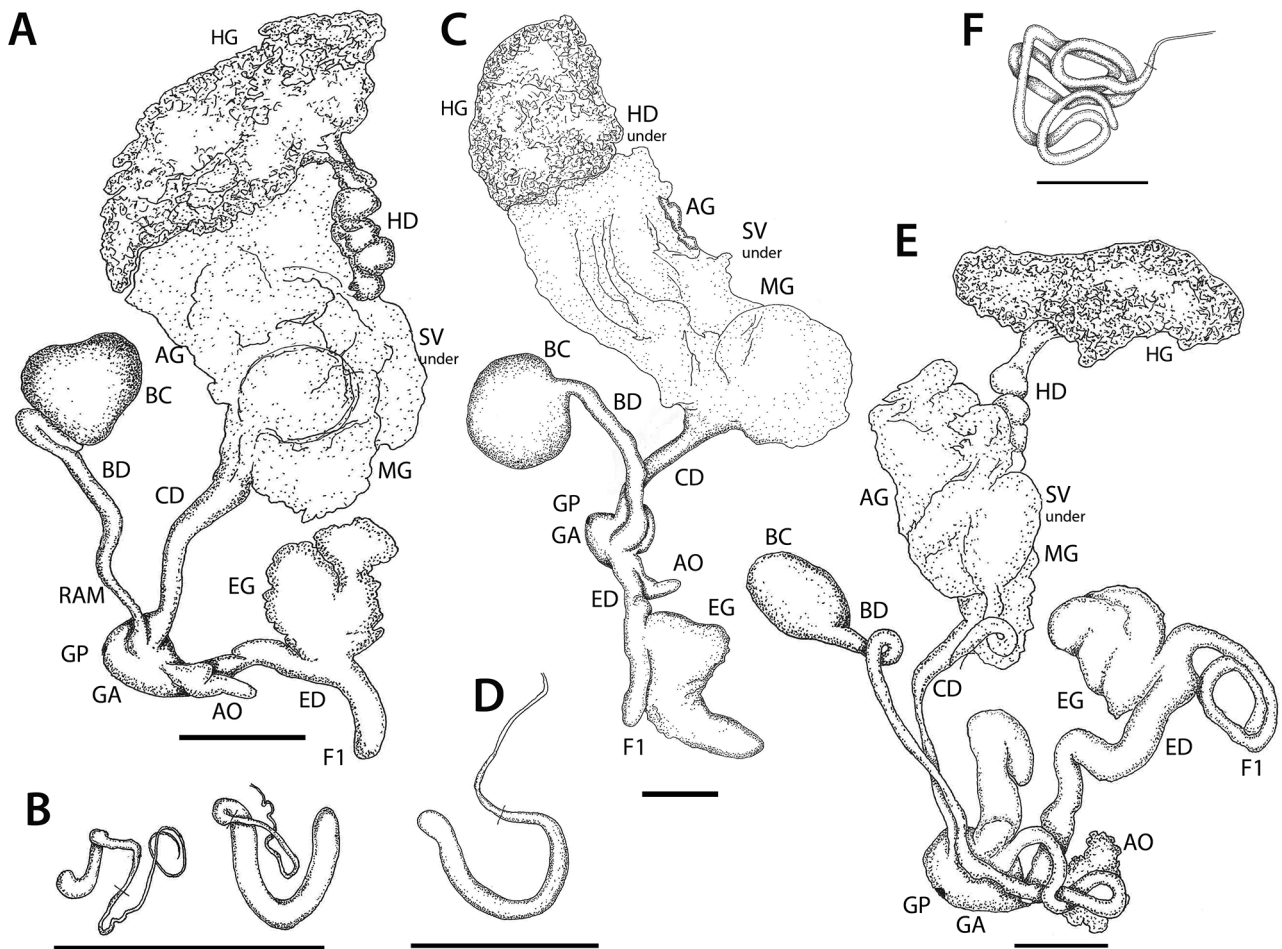 A
HG
HD
AG
SV
under
BC
BD
CD
MG
RAM
EG
GP
GA
AO
ED
F1
B
C
HG
HD
under
AG
SV
under
MG
BC
BD
CD
GP
GA
AO
ED
EG
F1
D
F
E
HG
HD
AG
SV
under
MG
BC
BD
CD
EG
ED
F1
AO
GP
GA